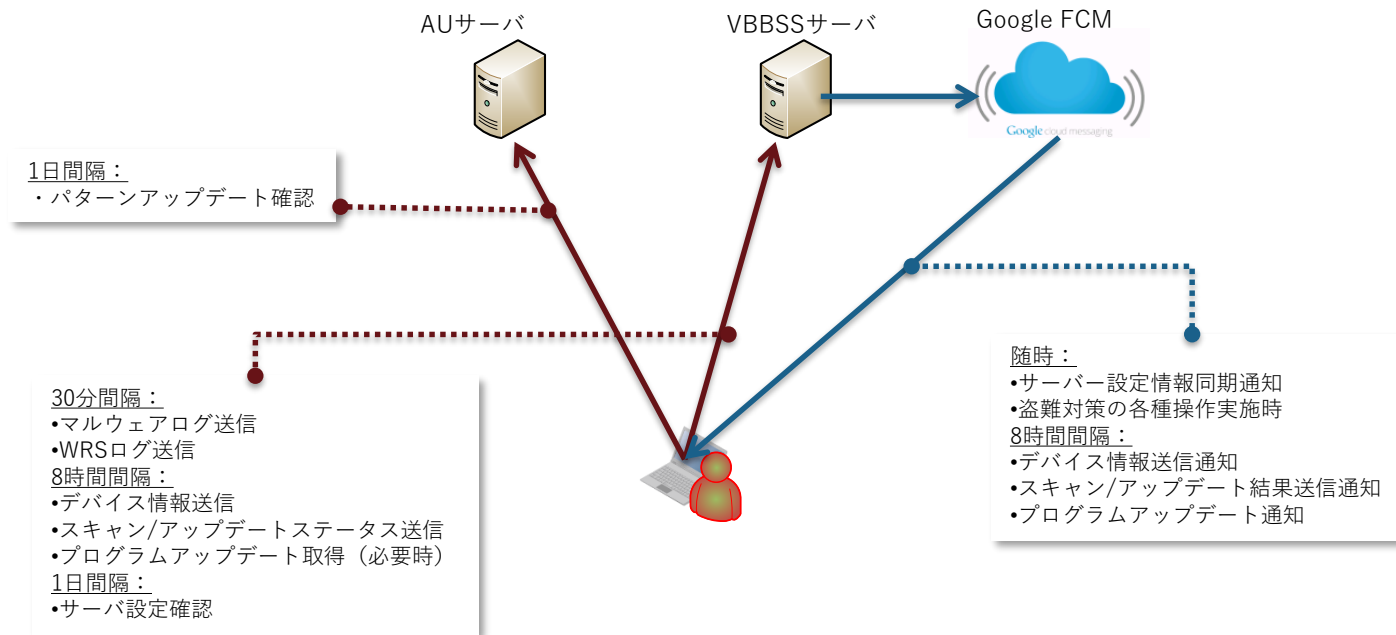 AUサーバ
VBBSSサーバ
Google FCM
Google cloud messaging
1日間隔：
・パターンアップデート確認
30分間隔：
•マルウェアログ送信
•WRSログ送信
8時間間隔：
•デバイス情報送信
•スキャン/アップデートステータス送信
•プログラムアップデート取得（必要時）
1日間隔：
•サーバ設定確認
随時：
•サーバー設定情報同期通知
•盗難対策の各種操作実施時
8時間間隔：
•デバイス情報送信通知
•スキャン/アップデート結果送信通知
•プログラムアップデート通知